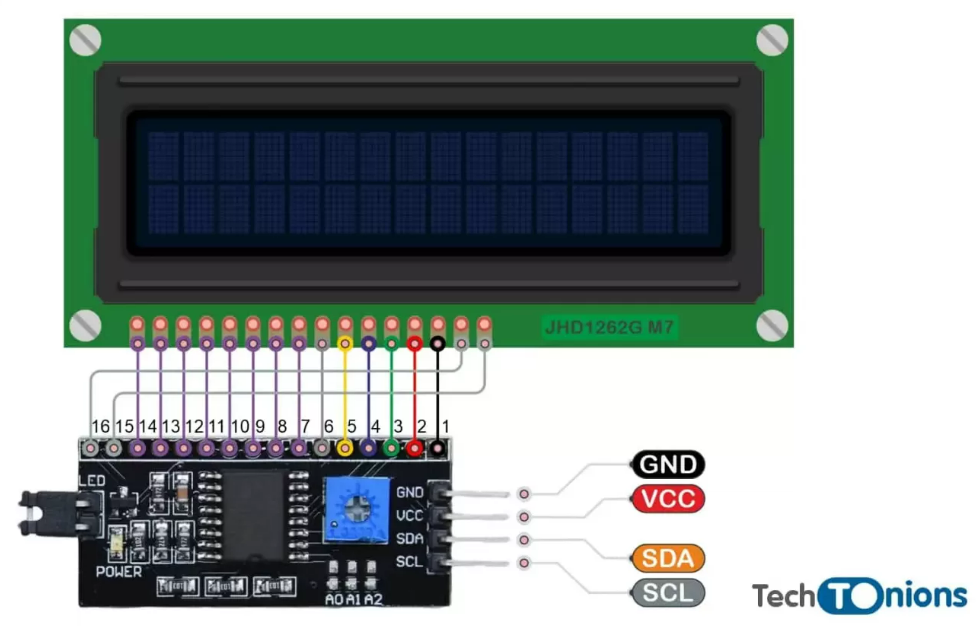 JHD1262G M7
16 15 14 13 12 11 10 9 8 7 6 5 4 3 2 1
LED
GND
VCC
SDA
SCL
POWER
A0 A1 A2
GND
VCC
SDA
SCL
TechTOnions